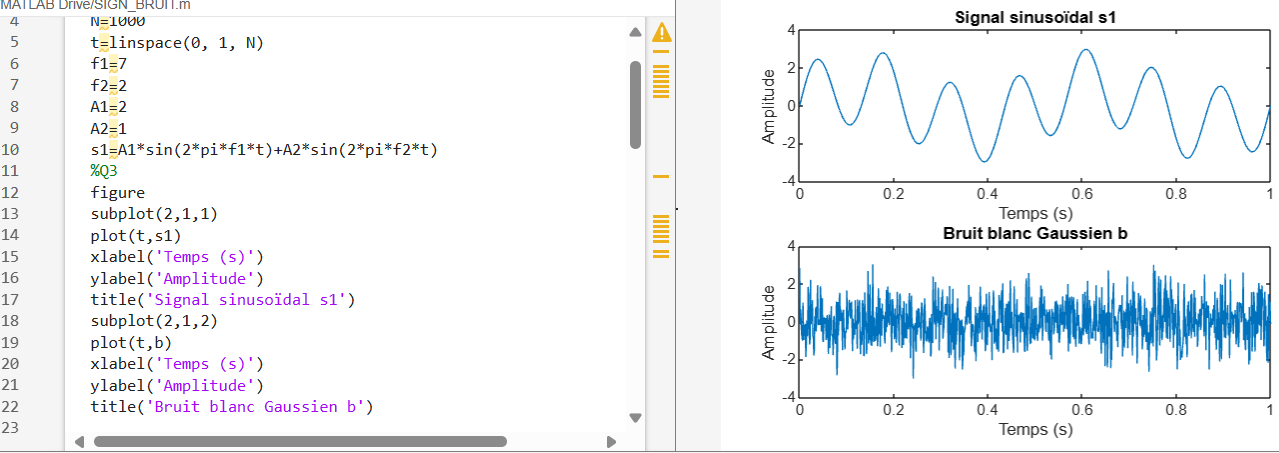 MATLAB Drive/SIGN_BRUIT.m
4 N=1000
5 t=linspace(0, 1, N)
6 f1=7
7 f2=2
8 A1=2
9 A2=1
10 s1=A1*sin(2*pi*f1*t)+A2*sin(2*pi*f2*t)
11 %Q3
12 figure
13 subplot(2,1,1)
14 plot(t,s1)
15 xlabel('Temps (s)')
16 ylabel('Amplitude')
17 title('Signal sinusoïdal s1')
18 subplot(2,1,2)
19 plot(t,b)
20 xlabel('Temps (s)')
21 ylabel('Amplitude')
22 title('Bruit blanc Gaussien b')
23
Signal sinusoïdal s1
4
2
0
-2
-4
Amplitude
0 0.2 0.4 0.6 0.8 1
Temps (s)
Bruit blanc Gaussien b
4
2
0
-2
-4
Amplitude
0 0.2 0.4 0.6 0.8 1
Temps (s)